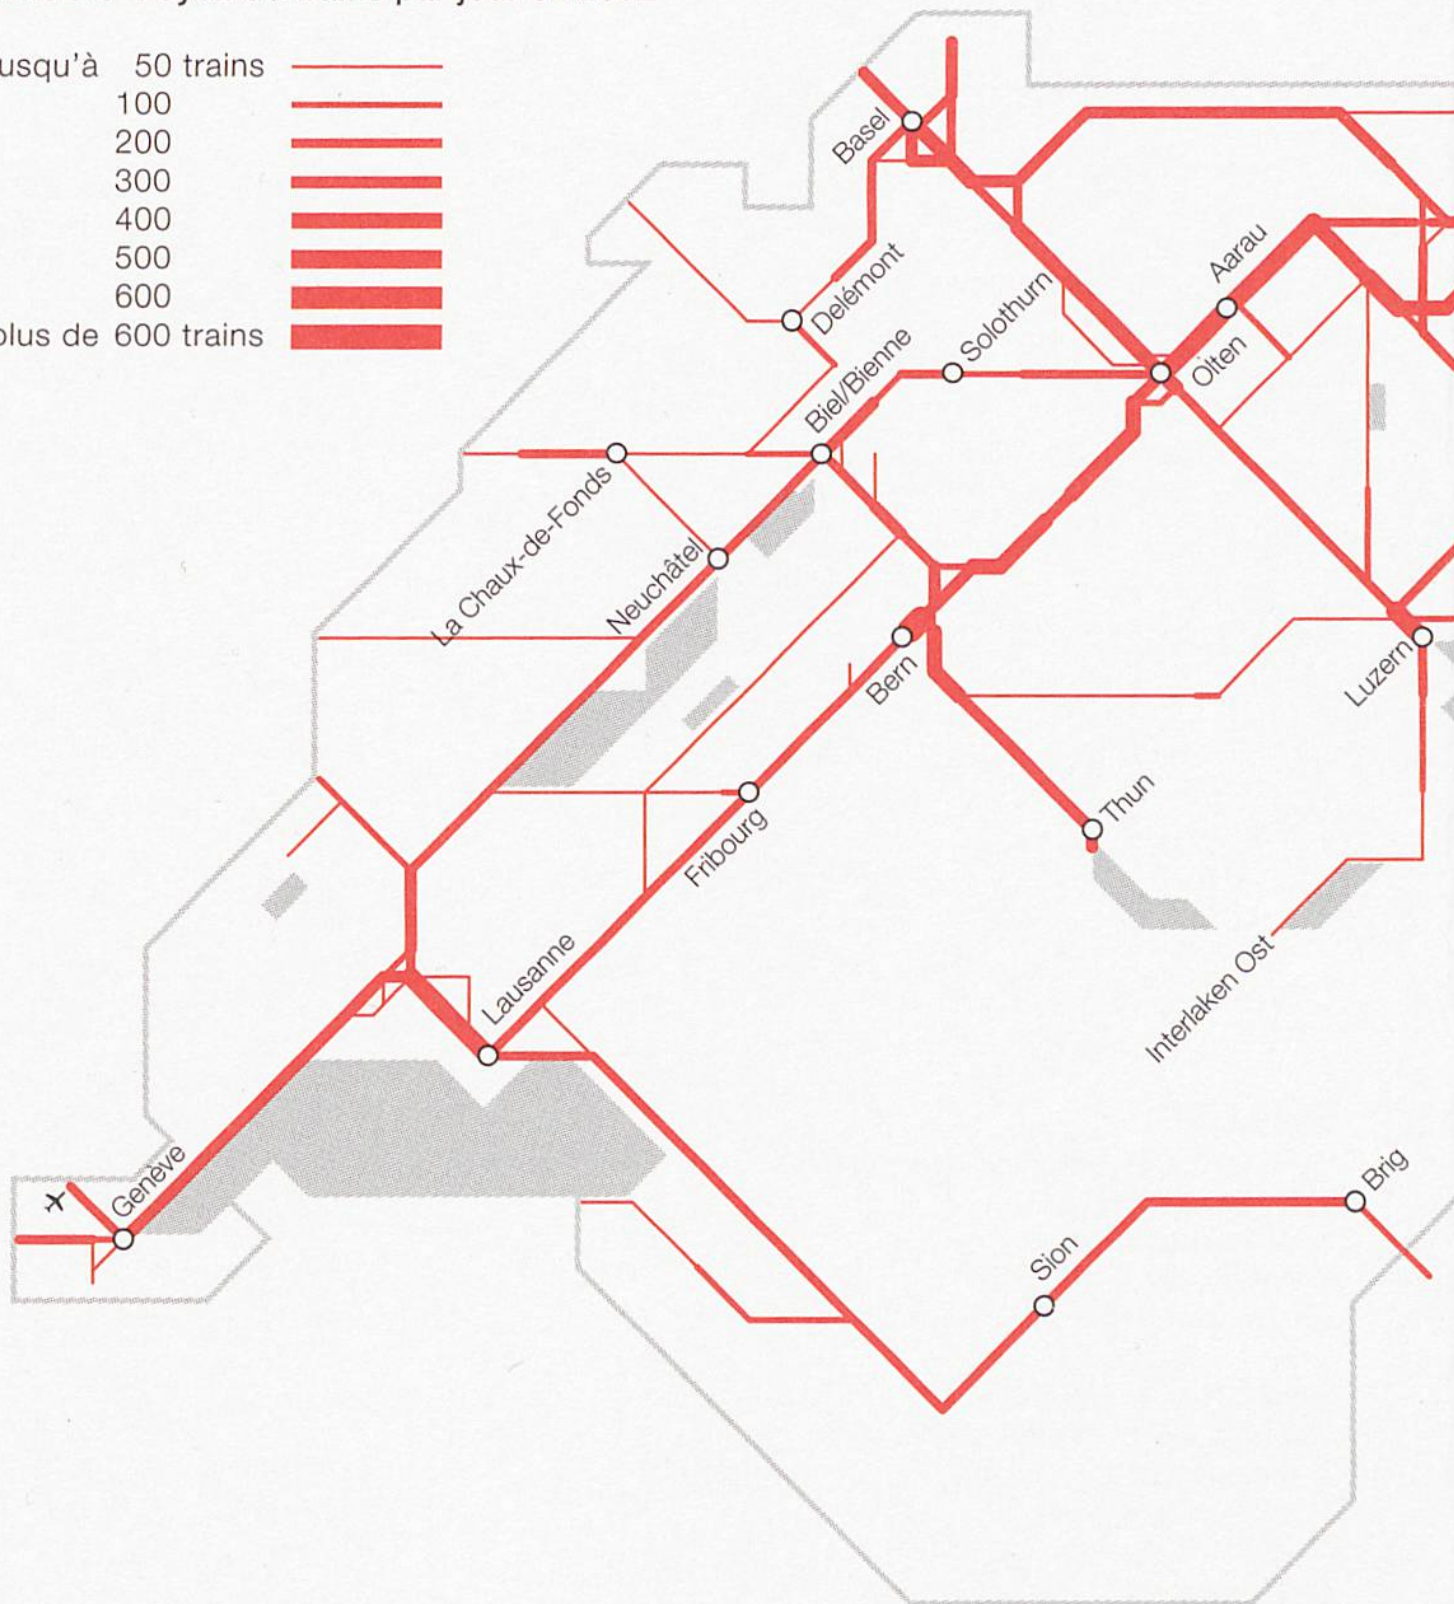 usqu'à 50 trains
100
200
300
400
500
600
plus de 600 trains
Basel
Delémont
Solothurn
Aarau
Olten
Biel/Bienne
La Chaux-de-Fonds
Neuchâtel
Bern
Luzern
Thun
Fribourg
Lausanne
Interlaken Ost
Genève
Sion
Brig